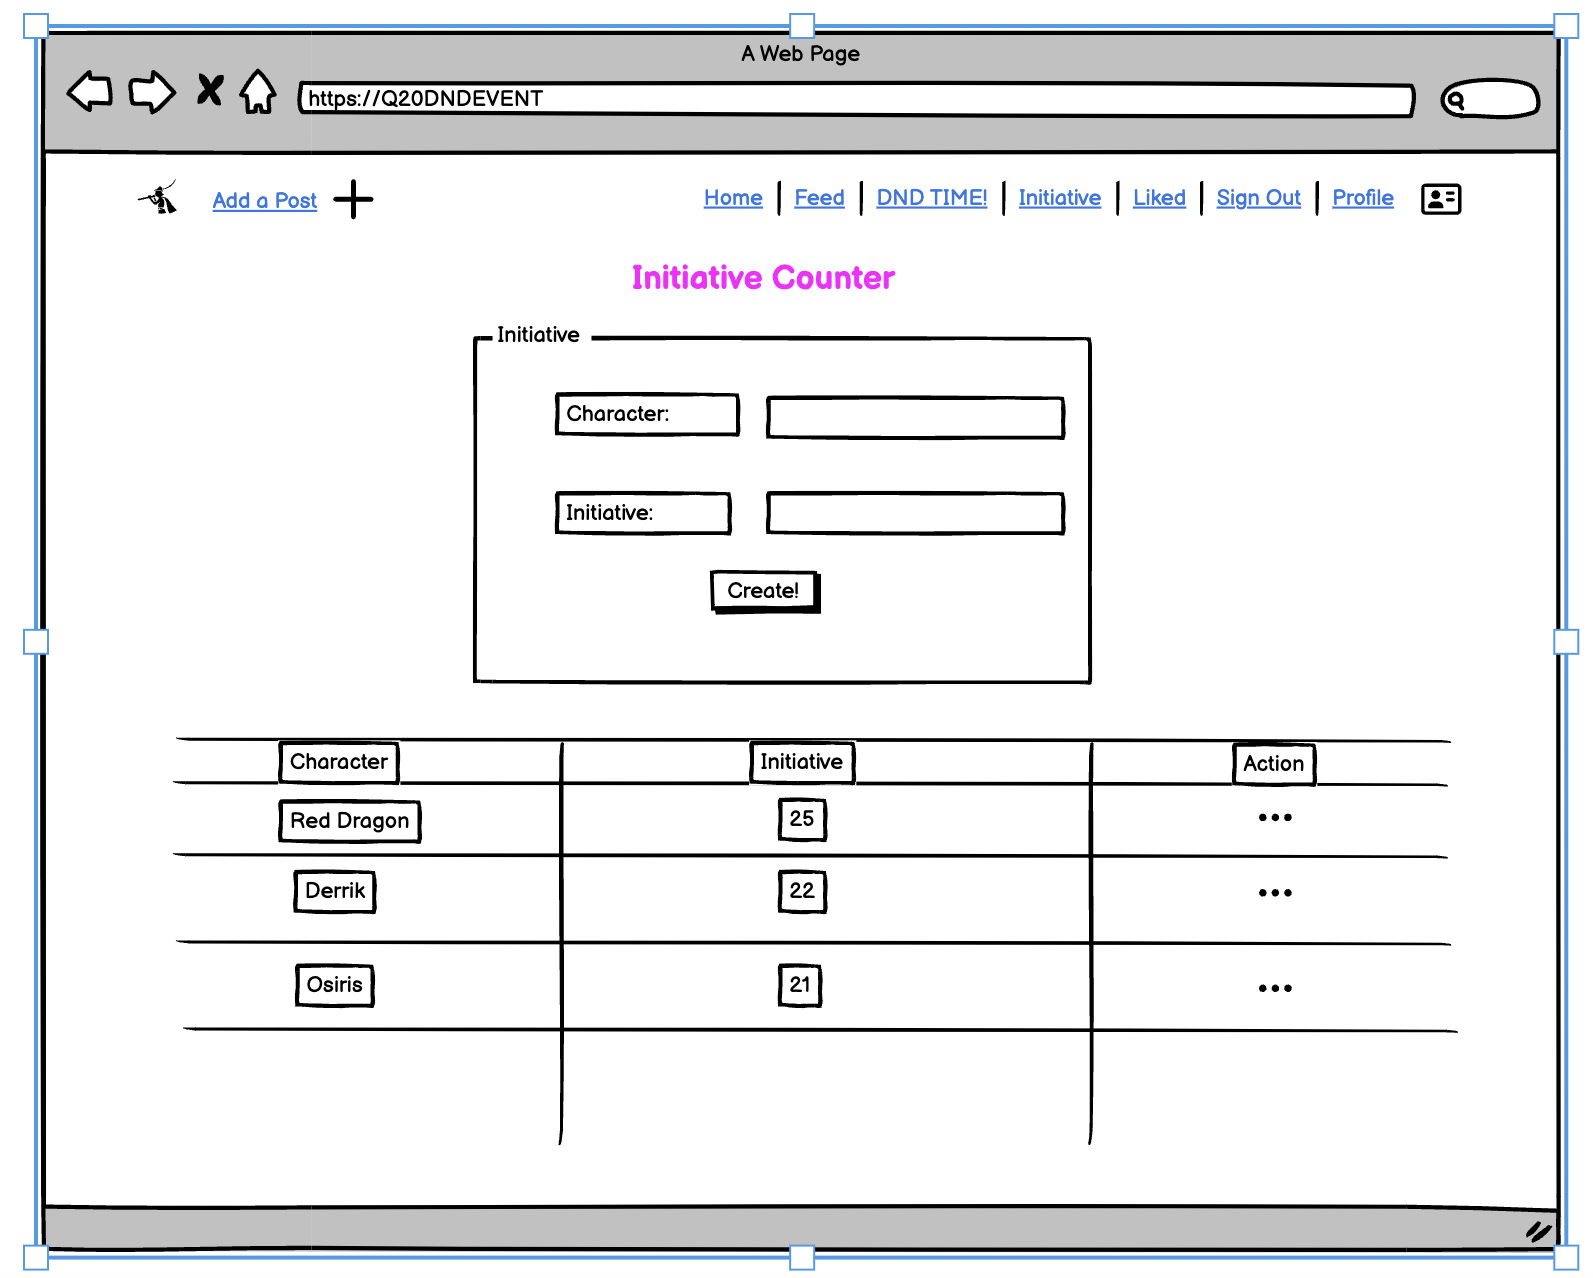 A Web Page
https://Q20DNDEVENT
Add a Post
Home | Feed | DND TIME! | Initiative | Liked | Sign Out | Profile
Initiative Counter
Initiative
Character:
Initiative:
Create!
Character Initiative Action
Red Dragon 25 •••
Derrik 22 •••
Osiris 21 •••